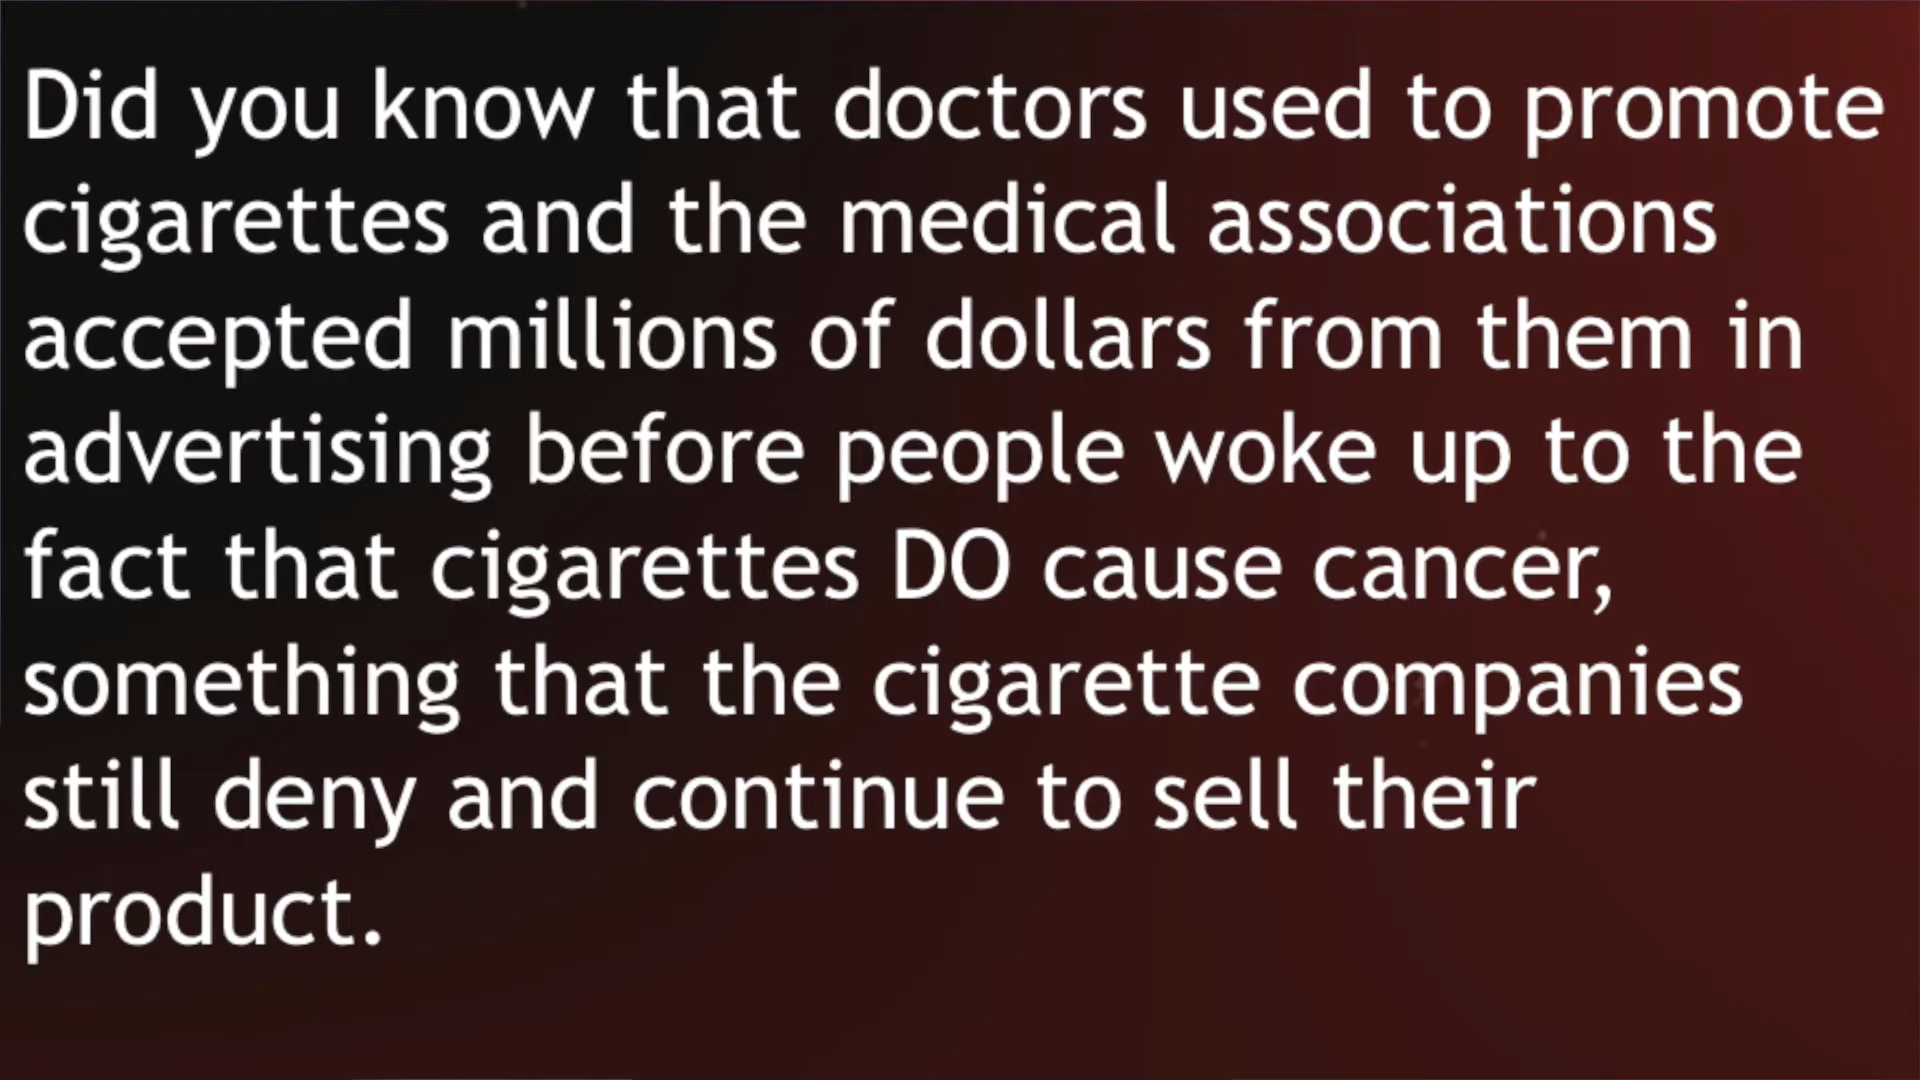 Did you know that doctors used to promote
cigarettes and the medical associations
accepted millions of dollars from them in
advertising before people woke up to the
fact that cigarettes DO cause cancer,
something that the cigarette companies
still deny and continue to sell their
product.